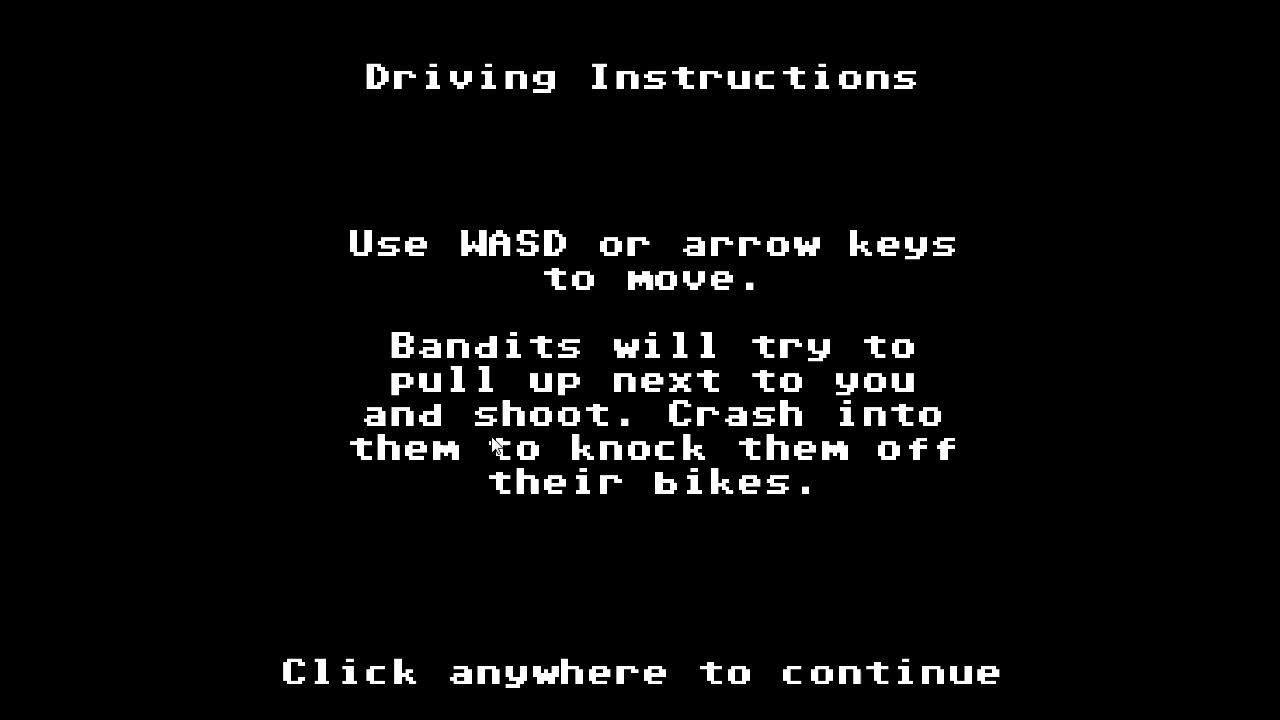 Driving Instructions
Use WASD or arrow keys
to move.
Bandits will try to
pull up next to you
and shoot. Crash into
them to knock them off
their bikes.
Click anywhere to continue